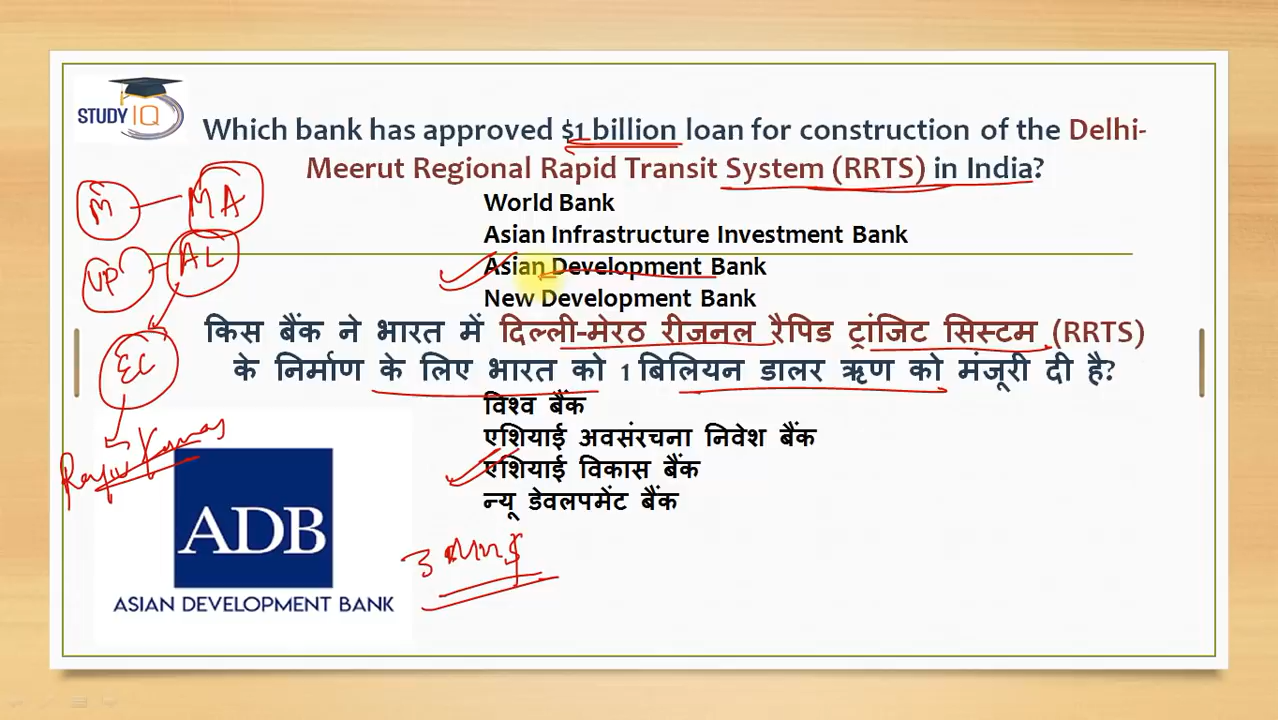 STUDY IQ
Which bank has approved $1 billion loan for construction of the Delhi-
Meerut Regional Rapid Transit System (RRTS) in India?
World Bank
Asian Infrastructure Investment Bank
Asian Development Bank
New Development Bank
M MA
UP AL
EC
Rajiv Kumar
किस बैंक ने भारत में दिल्ली-मेरठ रीजनल रैपिड ट्रांजिट सिस्टम (RRTS)
के निर्माण के लिए भारत को 1 बिलियन डालर ऋण को मंजूरी दी है?
विश्व बैंक
एशियाई अवसंरचना निवेश बैंक
एशियाई विकास बैंक
न्यू डेवलपमेंट बैंक
ADB
ASIAN DEVELOPMENT BANK
3